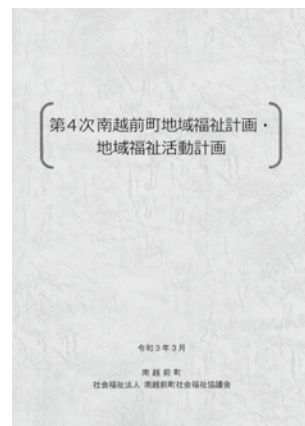 第4次南越前町地域福祉計画・
地域福祉活動計画
令和3年3月
南越前町
社会福祉法人 南越前町社会福祉協議会